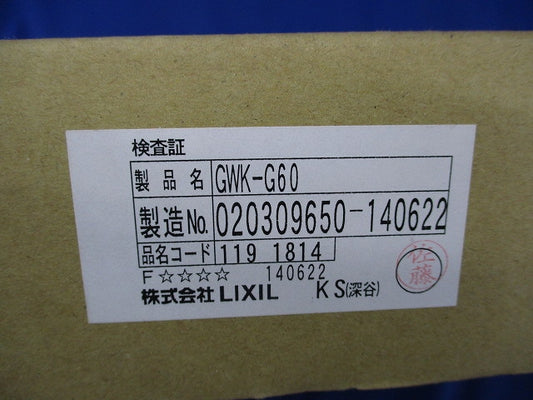 検査証
製品名 GWK-G60
製造No. 020309650-140622
品名コード 119 1814
F☆☆☆☆ 140622
株式会社 LIXIL KS(深谷)
佐藤